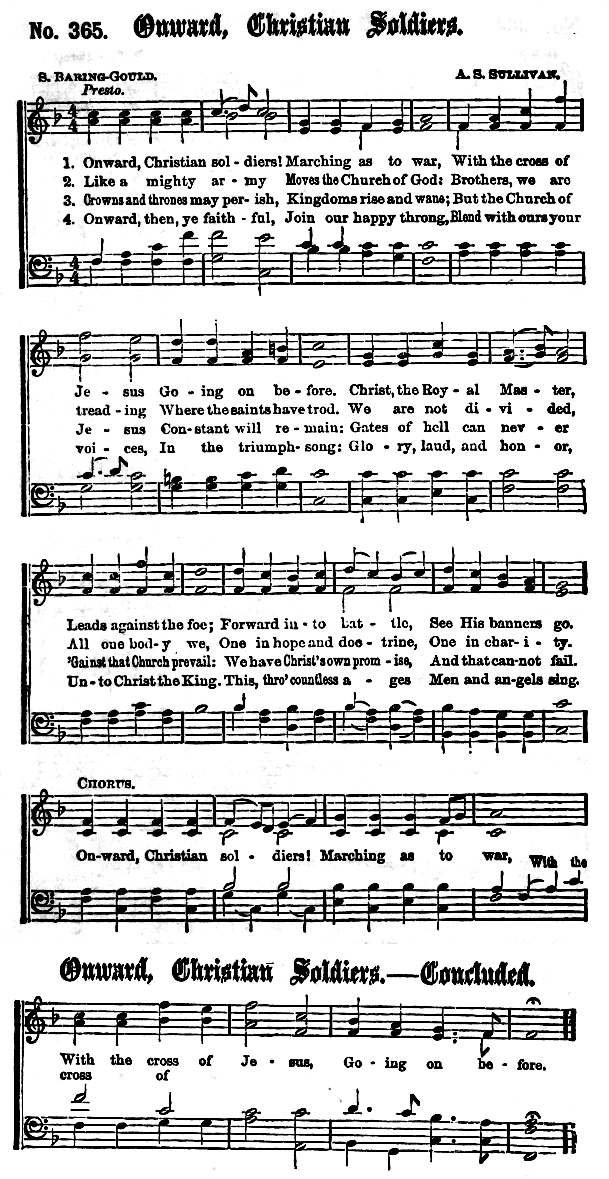 No. 365. Onward, Christian Soldiers.
S. BARING-GOULD. A. S. SULLIVAN.
Presto.
1. Onward, Christian sol - diers! Marching as to war, With the cross of
2. Like a mighty ar - my Moves the Church of God: Brothers, we are
3. Crowns and thrones may per - ish, Kingdoms rise and wane; But the Church of
4. Onward, then, ye faith - ful, Join our happy throng, Blend with ours your
Je - sus Go - ing on be - fore. Christ, the Roy - al Mas - ter,
tread - ing Where the saints have trod. We are not di - vi - ded,
Je - sus Con - stant will re - main: Gates of hell can nev - er
voi - ces, In the triumph - song: Glo - ry, laud, and hon - or,
Leads against the foe; Forward in - to bat - tle, See His banners go.
All one bod - y we, One in hope and doc - trine, One in char - i - ty.
'Gainst that Church prevail: We have Christ's own prom - ise, And that can-not fail.
Un - to Christ the King. This, thro' countless a - ges Men and an-gels sing.
CHORUS.
On-ward, Christian sol - diers! Marching as to war, With the
Onward, Christian Soldiers.—Concluded.
With the cross of Je - sus, Go - ing on be - fore.
cross of